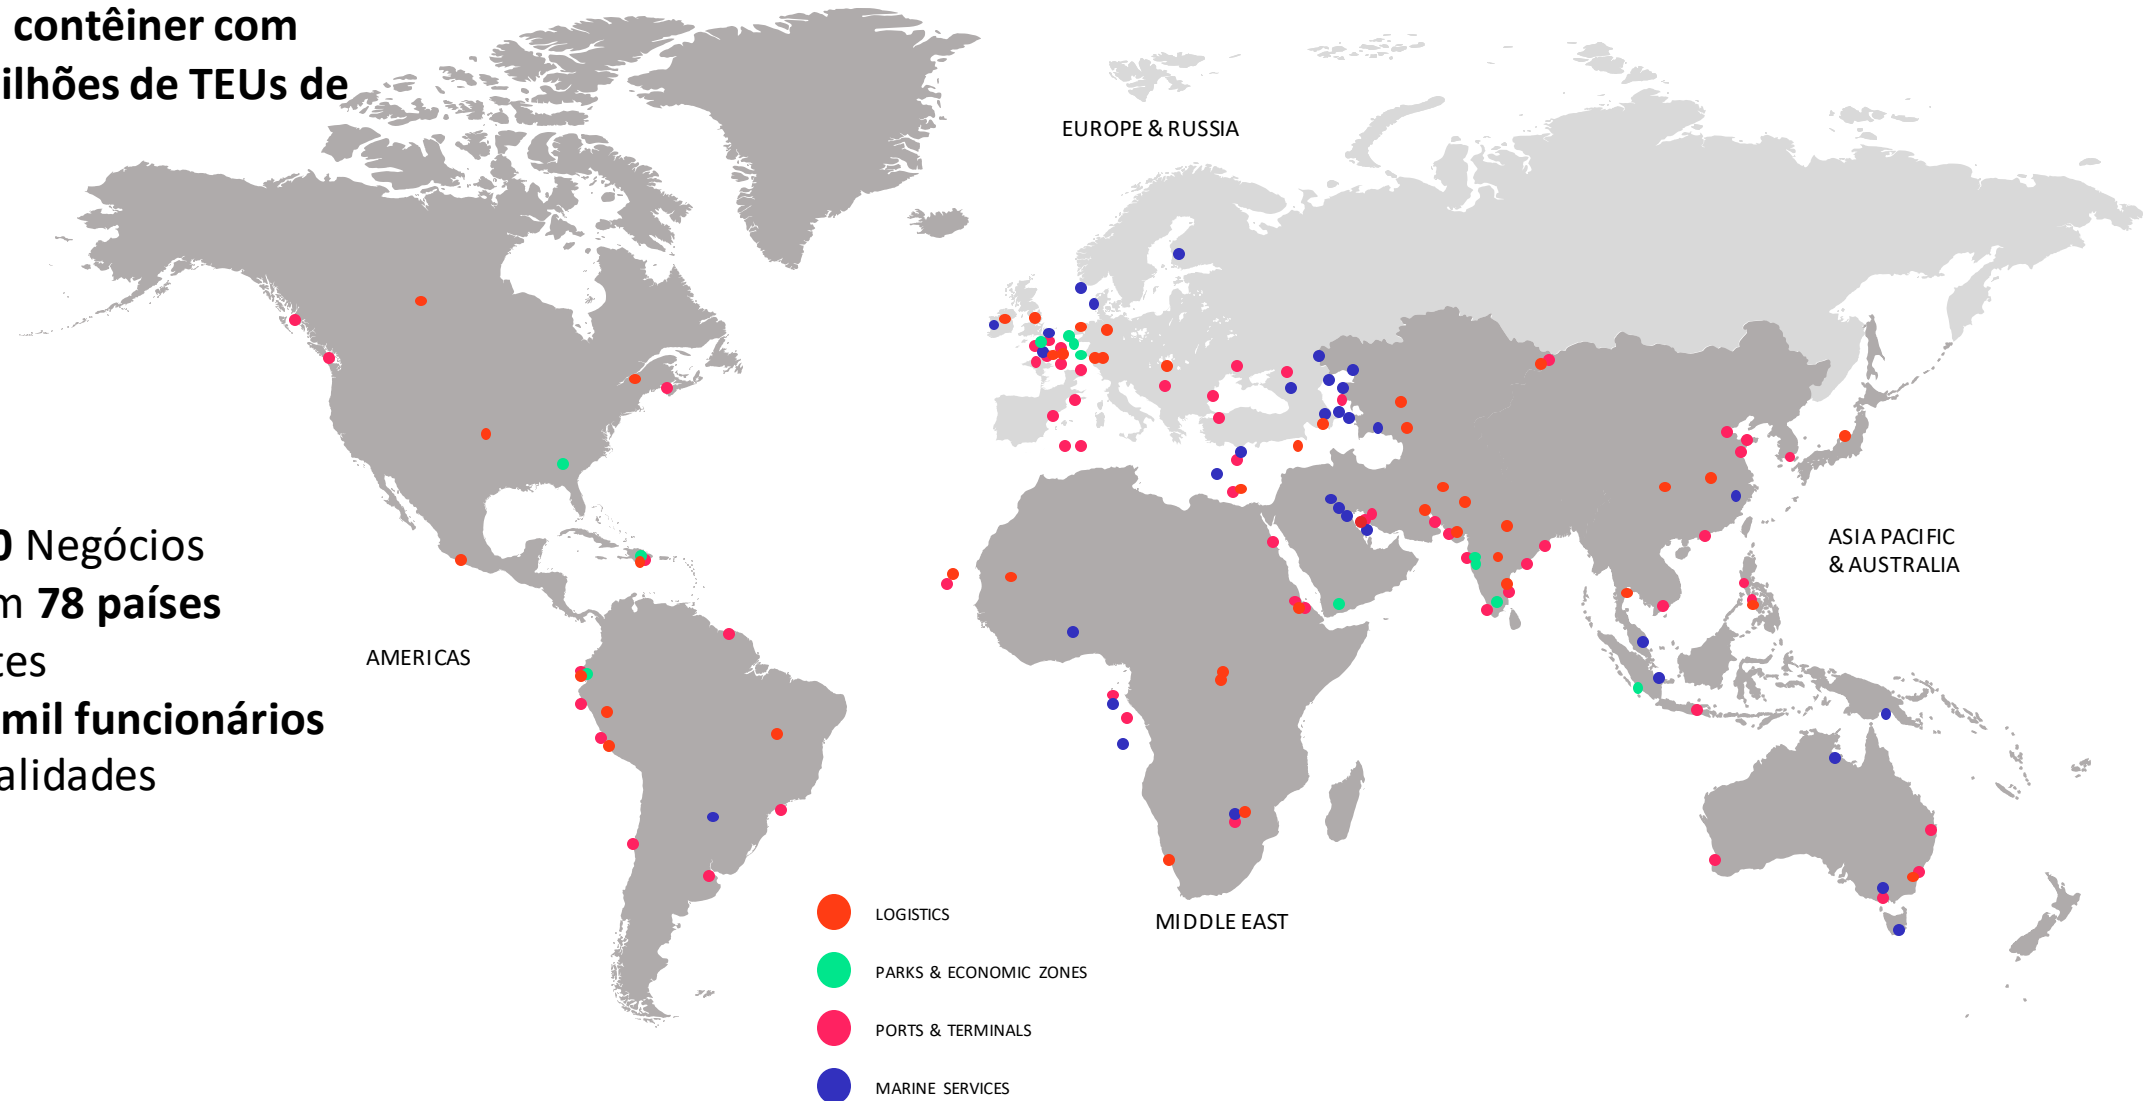 contêiner com
ilhões de TEUs de
EUROPE & RUSSIA
0 Negócios
m 78 países
tes
mil funcionários
alidades
AMERICAS
ASIA PACIFIC
& AUSTRALIA
MIDDLE EAST
LOGISTICS
PARKS & ECONOMIC ZONES
PORTS & TERMINALS
MARINE SERVICES